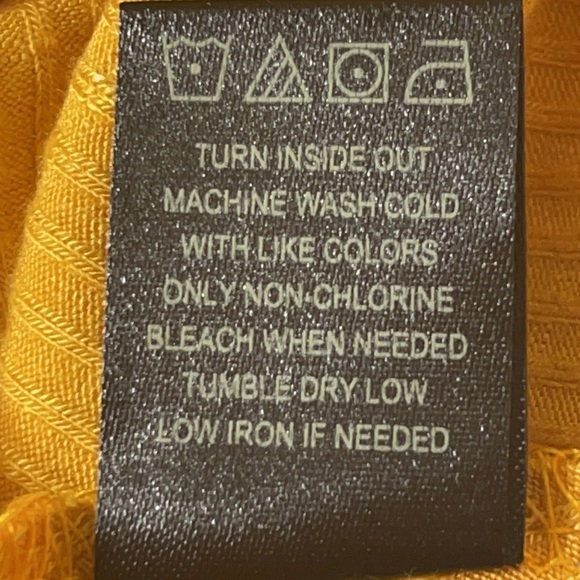 TURN INSIDE OUT
MACHINE WASH COLD
WITH LIKE COLORS
ONLY NON-CHLORINE
BLEACH WHEN NEEDED
TUMBLE DRY LOW
LOW IRON IF NEEDED